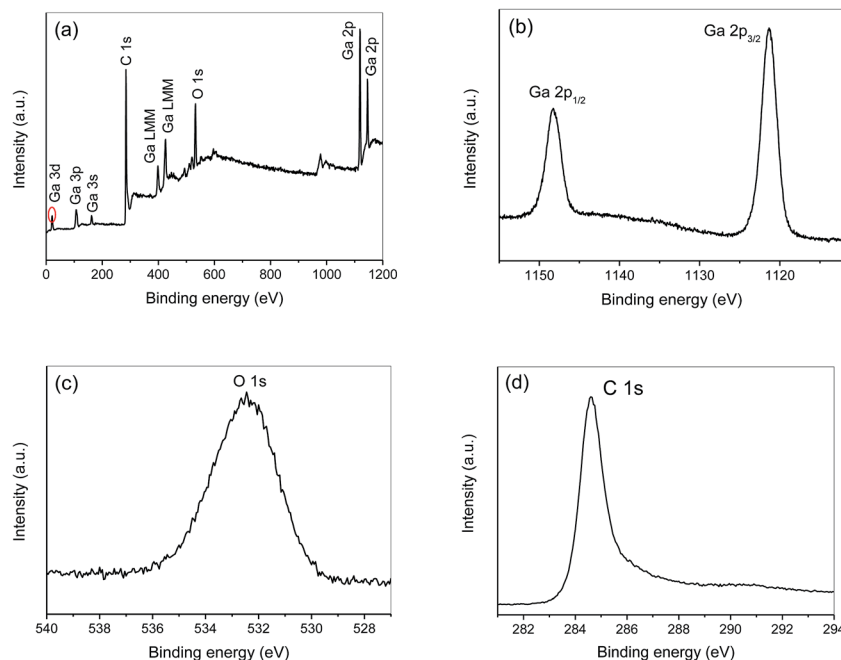 (a)
Intensity (a.u.)
Ga 3d
Ga 3p
Ga 3s
C 1s
Ga LMM
Ga LMM
O 1s
Ga 2p
Ga 2p
0 200 400 600 800 1000 1200
Binding energy (eV)
(b)
Intensity (a.u.)
Ga 2p1/2
Ga 2p3/2
1150 1140 1130 1120
Binding energy (eV)
(c)
O 1s
Intensity (a.u.)
540 538 536 534 532 530 528
Binding energy (eV)
(d)
C 1s
Intensity (a.u.)
282 284 286 288 290 292 294
Binding energy (eV)